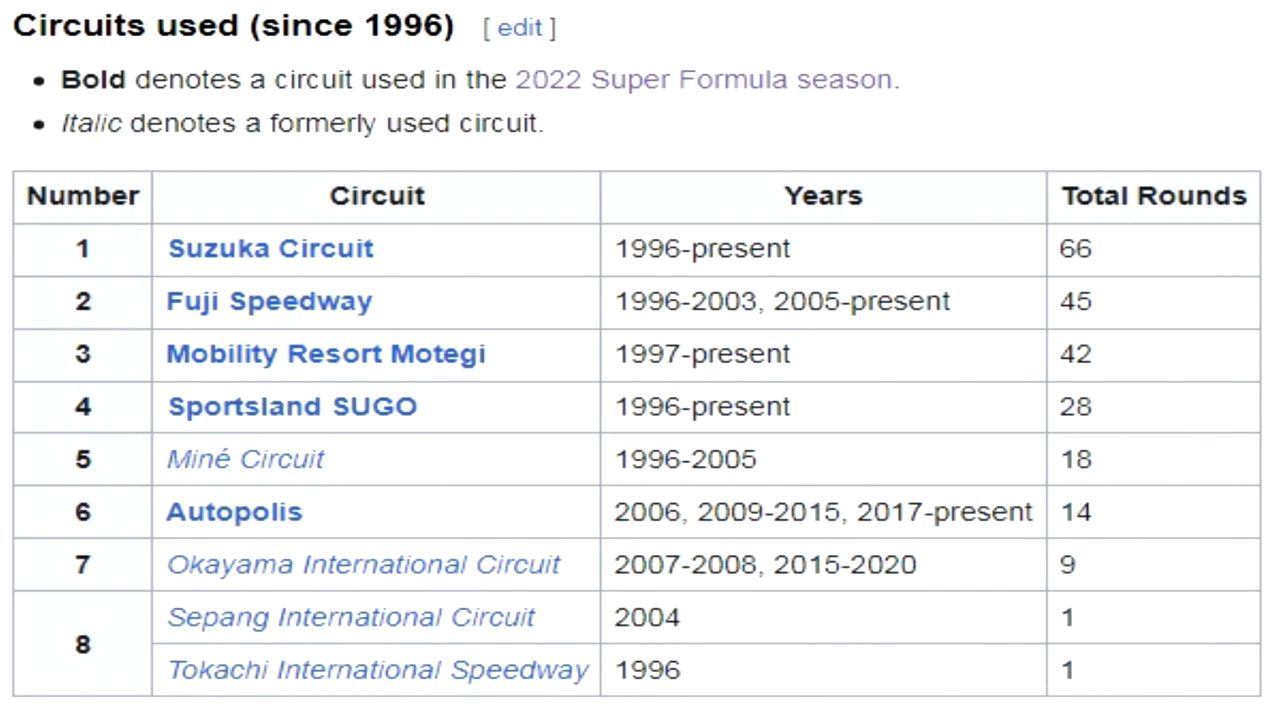 Circuits used (since 1996) [ edit ]
• Bold denotes a circuit used in the 2022 Super Formula season.
• Italic denotes a formerly used circuit.
Number Circuit Years Total Rounds
1 Suzuka Circuit 1996-present 66
2 Fuji Speedway 1996-2003, 2005-present 45
3 Mobility Resort Motegi 1997-present 42
4 Sportsland SUGO 1996-present 28
5 Miné Circuit 1996-2005 18
6 Autopolis 2006, 2009-2015, 2017-present 14
7 Okayama International Circuit 2007-2008, 2015-2020 9
8 Sepang International Circuit 2004 1
Tokachi International Speedway 1996 1